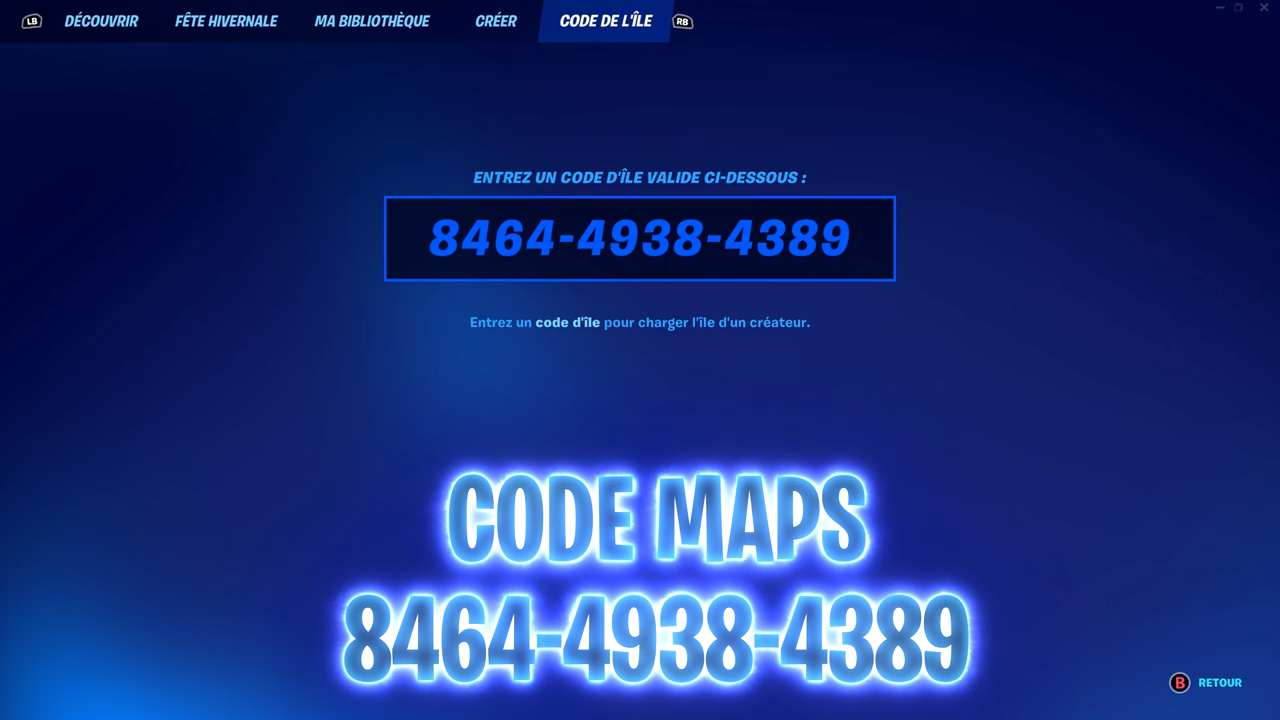 LB DÉCOUVRIR FÊTE HIVERNALE MA BIBLIOTHÈQUE CRÉER CODE DE L'ÎLE RB
ENTREZ UN CODE D'ÎLE VALIDE CI-DESSOUS :
8464-4938-4389
Entrez un code d'île pour charger l'île d'un créateur.
CODE MAPS
8464-4938-4389
B RETOUR